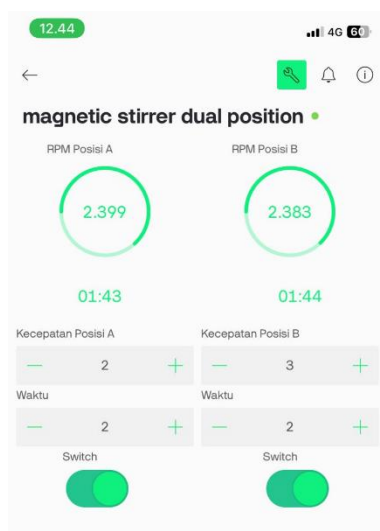 12.44 4G 60
magnetic stirrer dual position
RPM Posisi A RPM Posisi B
2.399 2.383
01:43 01:44
Kecepatan Posisi A Kecepatan Posisi B
— 2 + — 3 +
Waktu Waktu
— 2 + — 2 +
Switch Switch